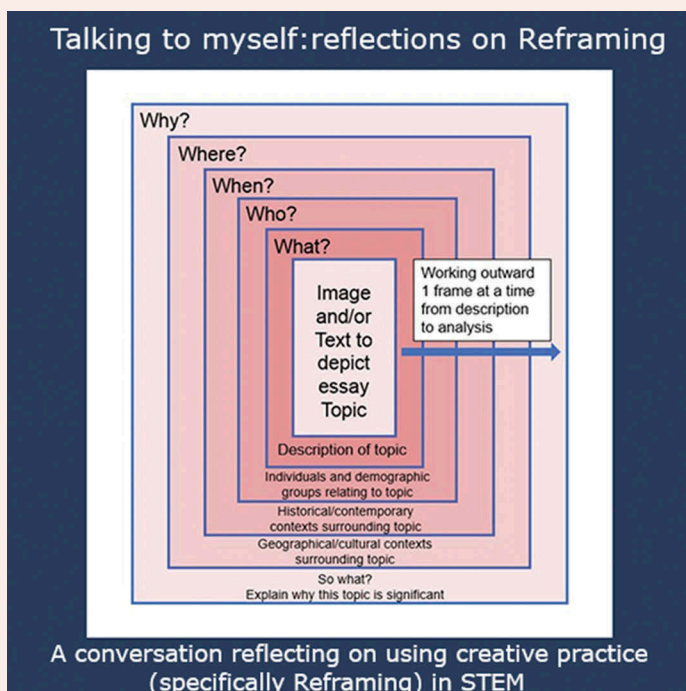 Talking to myself:reflections on Reframing
Why?
Where?
When?
Who?
What?
Image
and/or
Text to
depict
essay
Topic
Working outward
1 frame at a time
from description
to analysis
Description of topic
Individuals and demographic
groups relating to topic
Historical/contemporary
contexts surrounding topic
Geographical/cultural contexts
surrounding topic
So what?
Explain why this topic is significant
A conversation reflecting on using creative practice
(specifically Reframing) in STEM